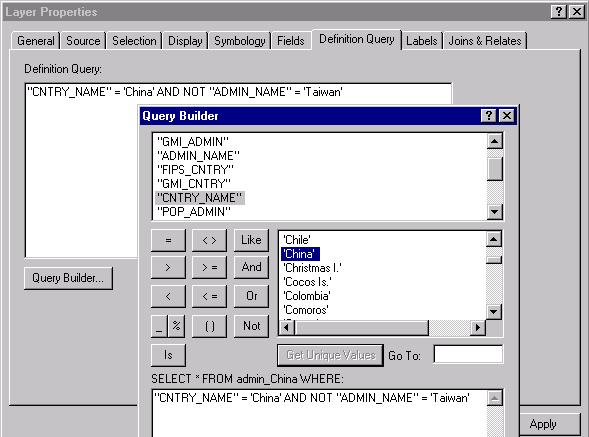 Layer Properties
General Source Selection Display Symbology Fields Definition Query Labels Joins & Relates
Definition Query:
"CNTRY_NAME" = 'China' AND NOT "ADMIN_NAME" = 'Taiwan'
Query Builder...
Query Builder
"GMI_ADMIN"
"ADMIN_NAME"
"FIPS_CNTRY"
"GMI_CNTRY"
"CNTRY_NAME"
"POP_ADMIN"
= < > Like
> > = And
< < = Or
_ % ( ) Not
Is
'Chile'
'China'
'Christmas I.'
'Cocos Is.'
'Colombia'
'Comoros'
Get Unique Values Go To:
SELECT * FROM admin_China WHERE:
"CNTRY_NAME" = 'China' AND NOT "ADMIN_NAME" = 'Taiwan'
Apply